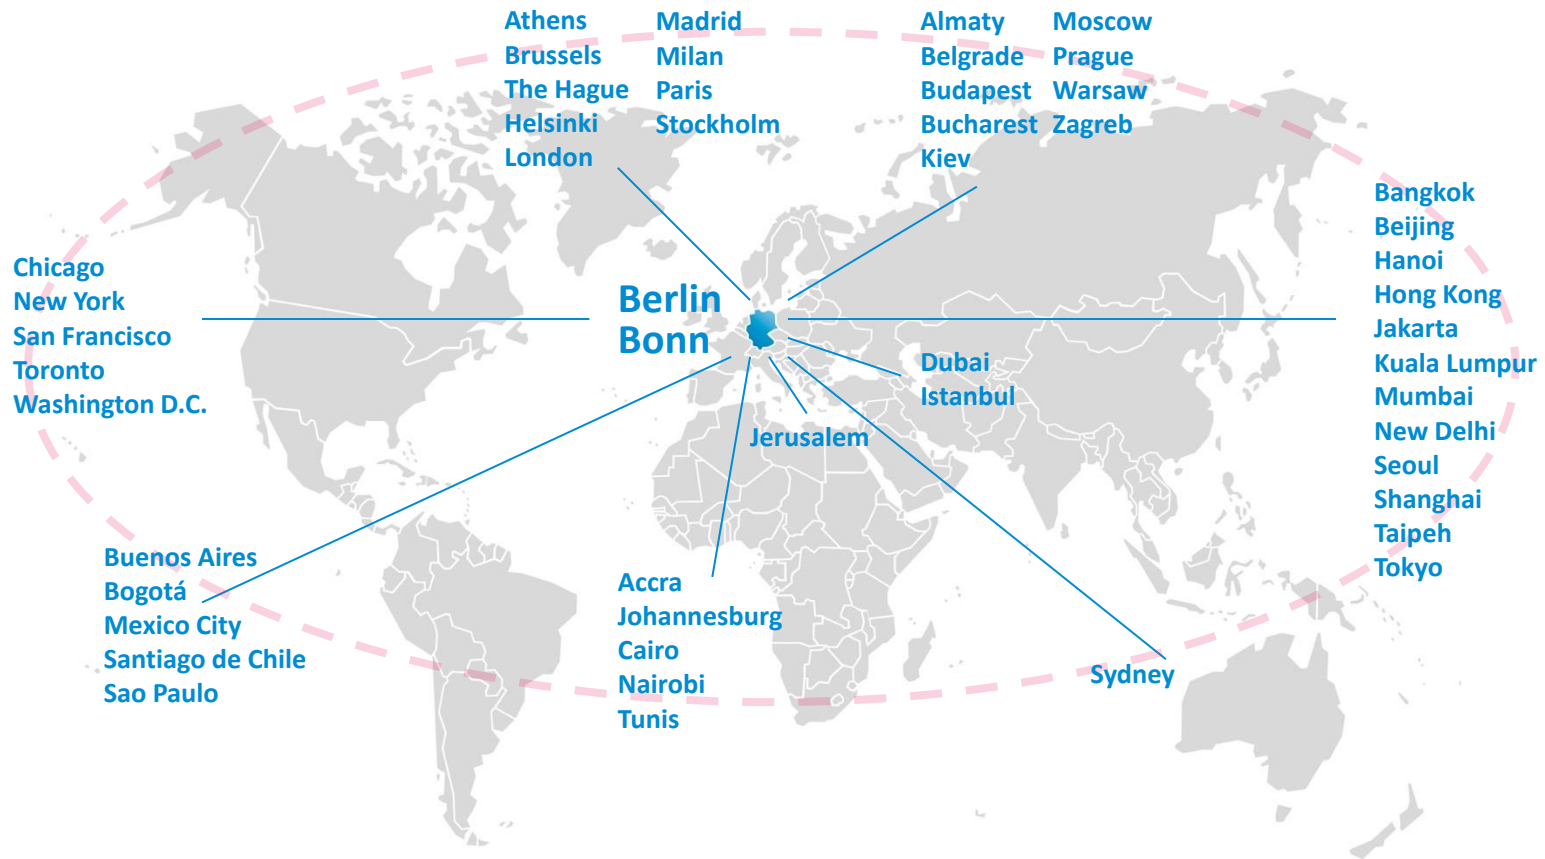 Athens
Brussels
The Hague
Helsinki
London
Madrid
Milan
Paris
Stockholm
Almaty
Belgrade
Budapest
Bucharest
Kiev
Moscow
Prague
Warsaw
Zagreb
Bangkok
Beijing
Hanoi
Hong Kong
Jakarta
Kuala Lumpur
Mumbai
New Delhi
Seoul
Shanghai
Taipeh
Tokyo
Chicago
New York
San Francisco
Toronto
Washington D.C.
Berlin
Bonn
Dubai
Istanbul
Jerusalem
Buenos Aires
Bogotá
Mexico City
Santiago de Chile
Sao Paulo
Accra
Johannesburg
Cairo
Nairobi
Tunis
Sydney